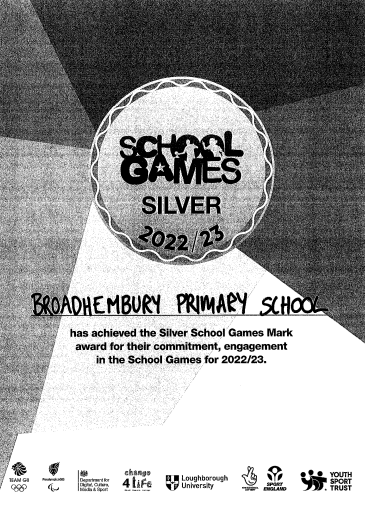 SCHOOL
GAMES
SILVER
2022/23
BROADHEMBURY PRIMARY SCHOOL
has achieved the Silver School Games Mark
award for their commitment, engagement
in the School Games for 2022/23.
TEAM GB
ParalympicsGB
Department for
Digital, Culture,
Media & Sport
change
4 life
Loughborough
University
SPORT
ENGLAND
YOUTH
SPORT
TRUST